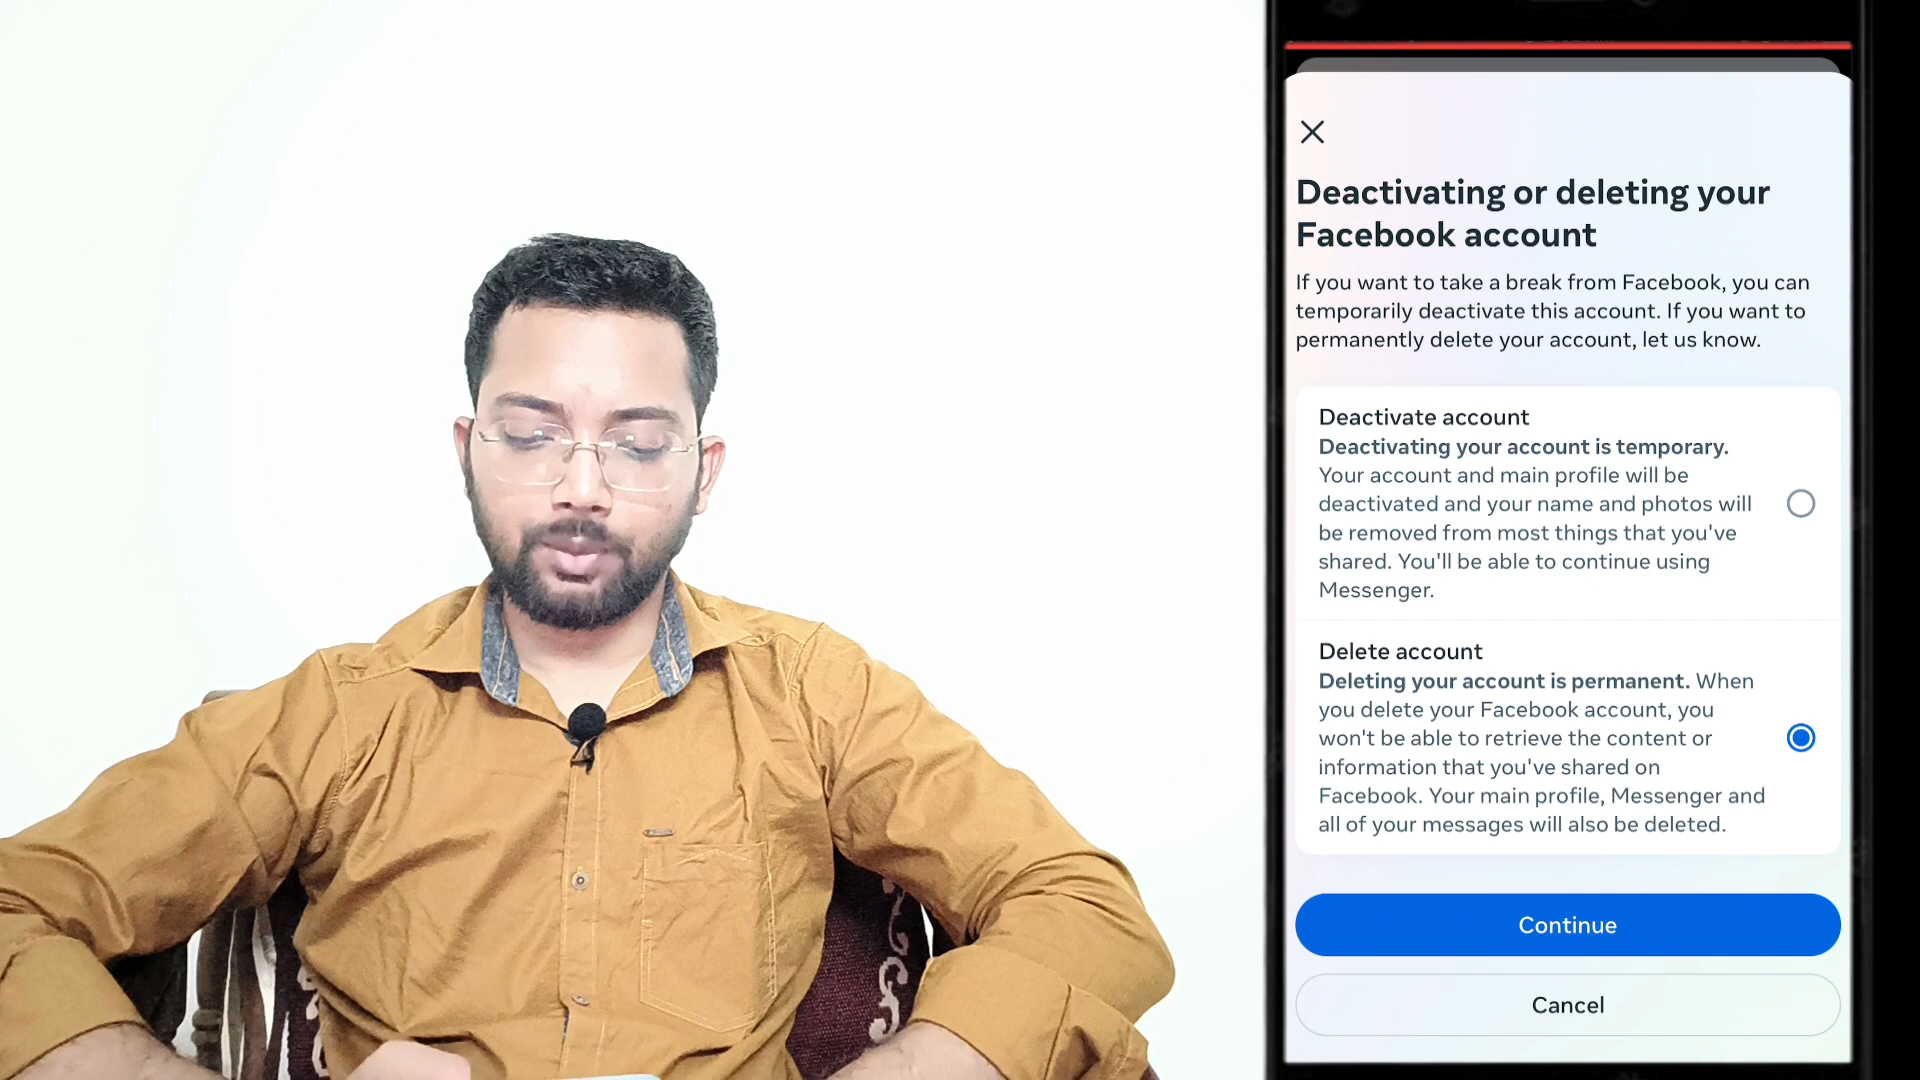 Deactivating or deleting your
Facebook account
If you want to take a break from Facebook, you can
temporarily deactivate this account. If you want to
permanently delete your account, let us know.
Deactivate account
Deactivating your account is temporary.
Your account and main profile will be
deactivated and your name and photos will
be removed from most things that you've
shared. You'll be able to continue using
Messenger.
Delete account
Deleting your account is permanent. When
you delete your Facebook account, you
won't be able to retrieve the content or
information that you've shared on
Facebook. Your main profile, Messenger and
all of your messages will also be deleted.
Continue
Cancel